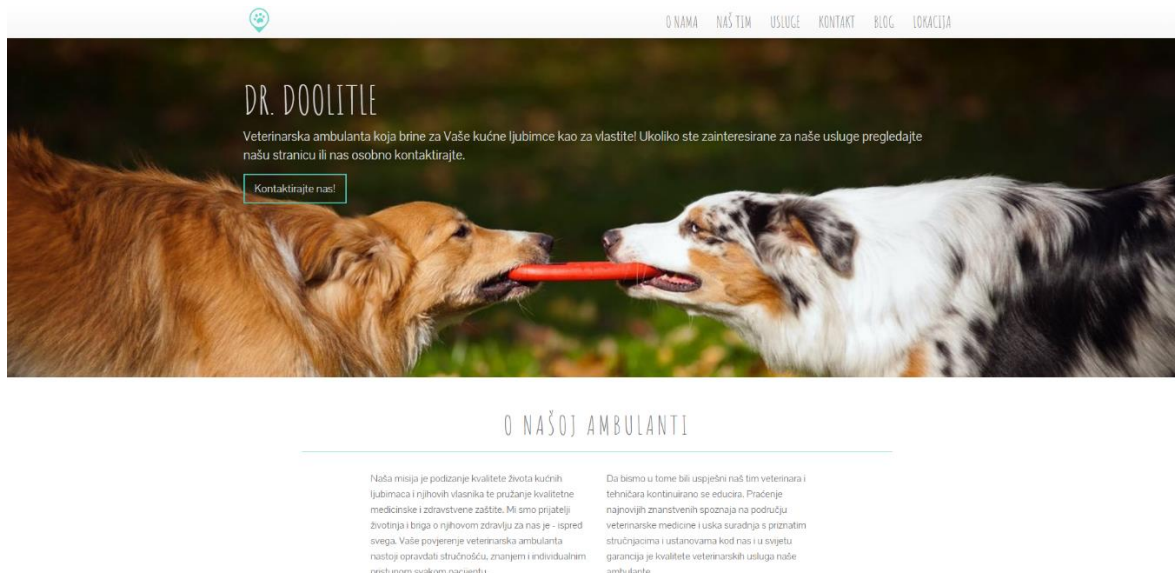 O NAMA NAŠ TIM USLUGE KONTAKT BLOG LOKACIJA
DR. DOOLITLE
Veterinarska ambulanta koja brine za Vaše kućne ljubimce kao za vlastite! Ukoliko ste zainteresirane za naše usluge pregledajte
našu stranicu ili nas osobno kontaktirajte.
Kontaktirajte nas!
O NAŠOJ AMBULANTI
Naša misija je podizanje kvalitete života kućnih
ljubimaca i njihovih vlasnika te pružanje kvalitetne
medicinske i zdravstvene zaštite. Mi smo prijatelji
životinja i briga o njihovom zdravlju za nas je - ispred
svega. Vaše povjerenje veterinarska ambulanta
nastoji opravdati stručnošću, znanjem i individualnim
pristupom svakom pacijentu.
Da bismo u tome bili uspješni naš tim veterinara i
tehničara kontinuirano se educira. Praćenje
najnovijih znanstvenih spoznaja na području
veterinarske medicine i uska suradnja s priznatim
stručnjacima i ustanovama kod nas i u svijetu
garancija je kvalitete veterinarskih usluga naše
ambulante.